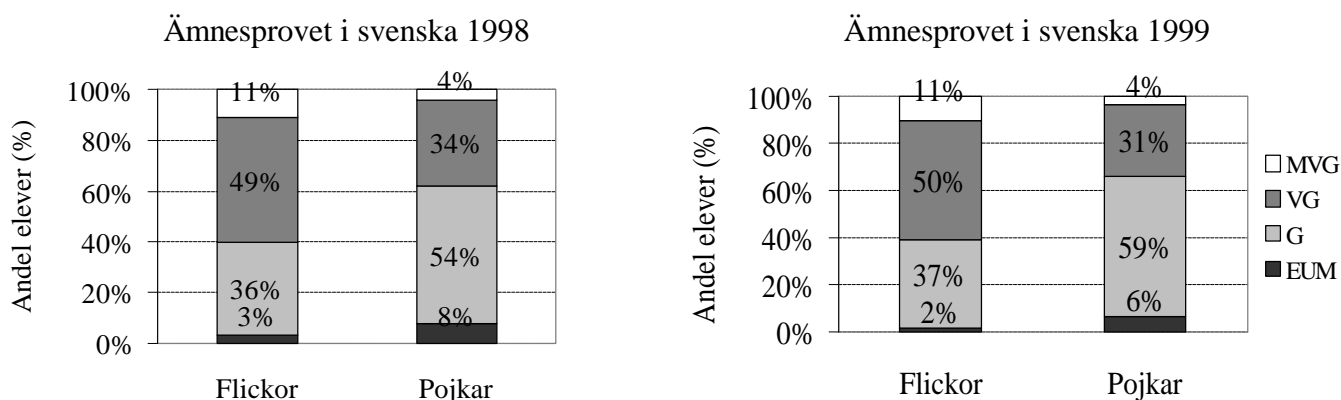 Ämnesprovet i svenska 1998
Andel elever (%)
100%
80%
60%
40%
20%
0%
11%
49%
36%
3%
4%
34%
54%
8%
Flickor
Pojkar
Ämnesprovet i svenska 1999
Andel elever (%)
100%
80%
60%
40%
20%
0%
11%
50%
37%
2%
4%
31%
59%
6%
Flickor
Pojkar
MVG
VG
G
EUM